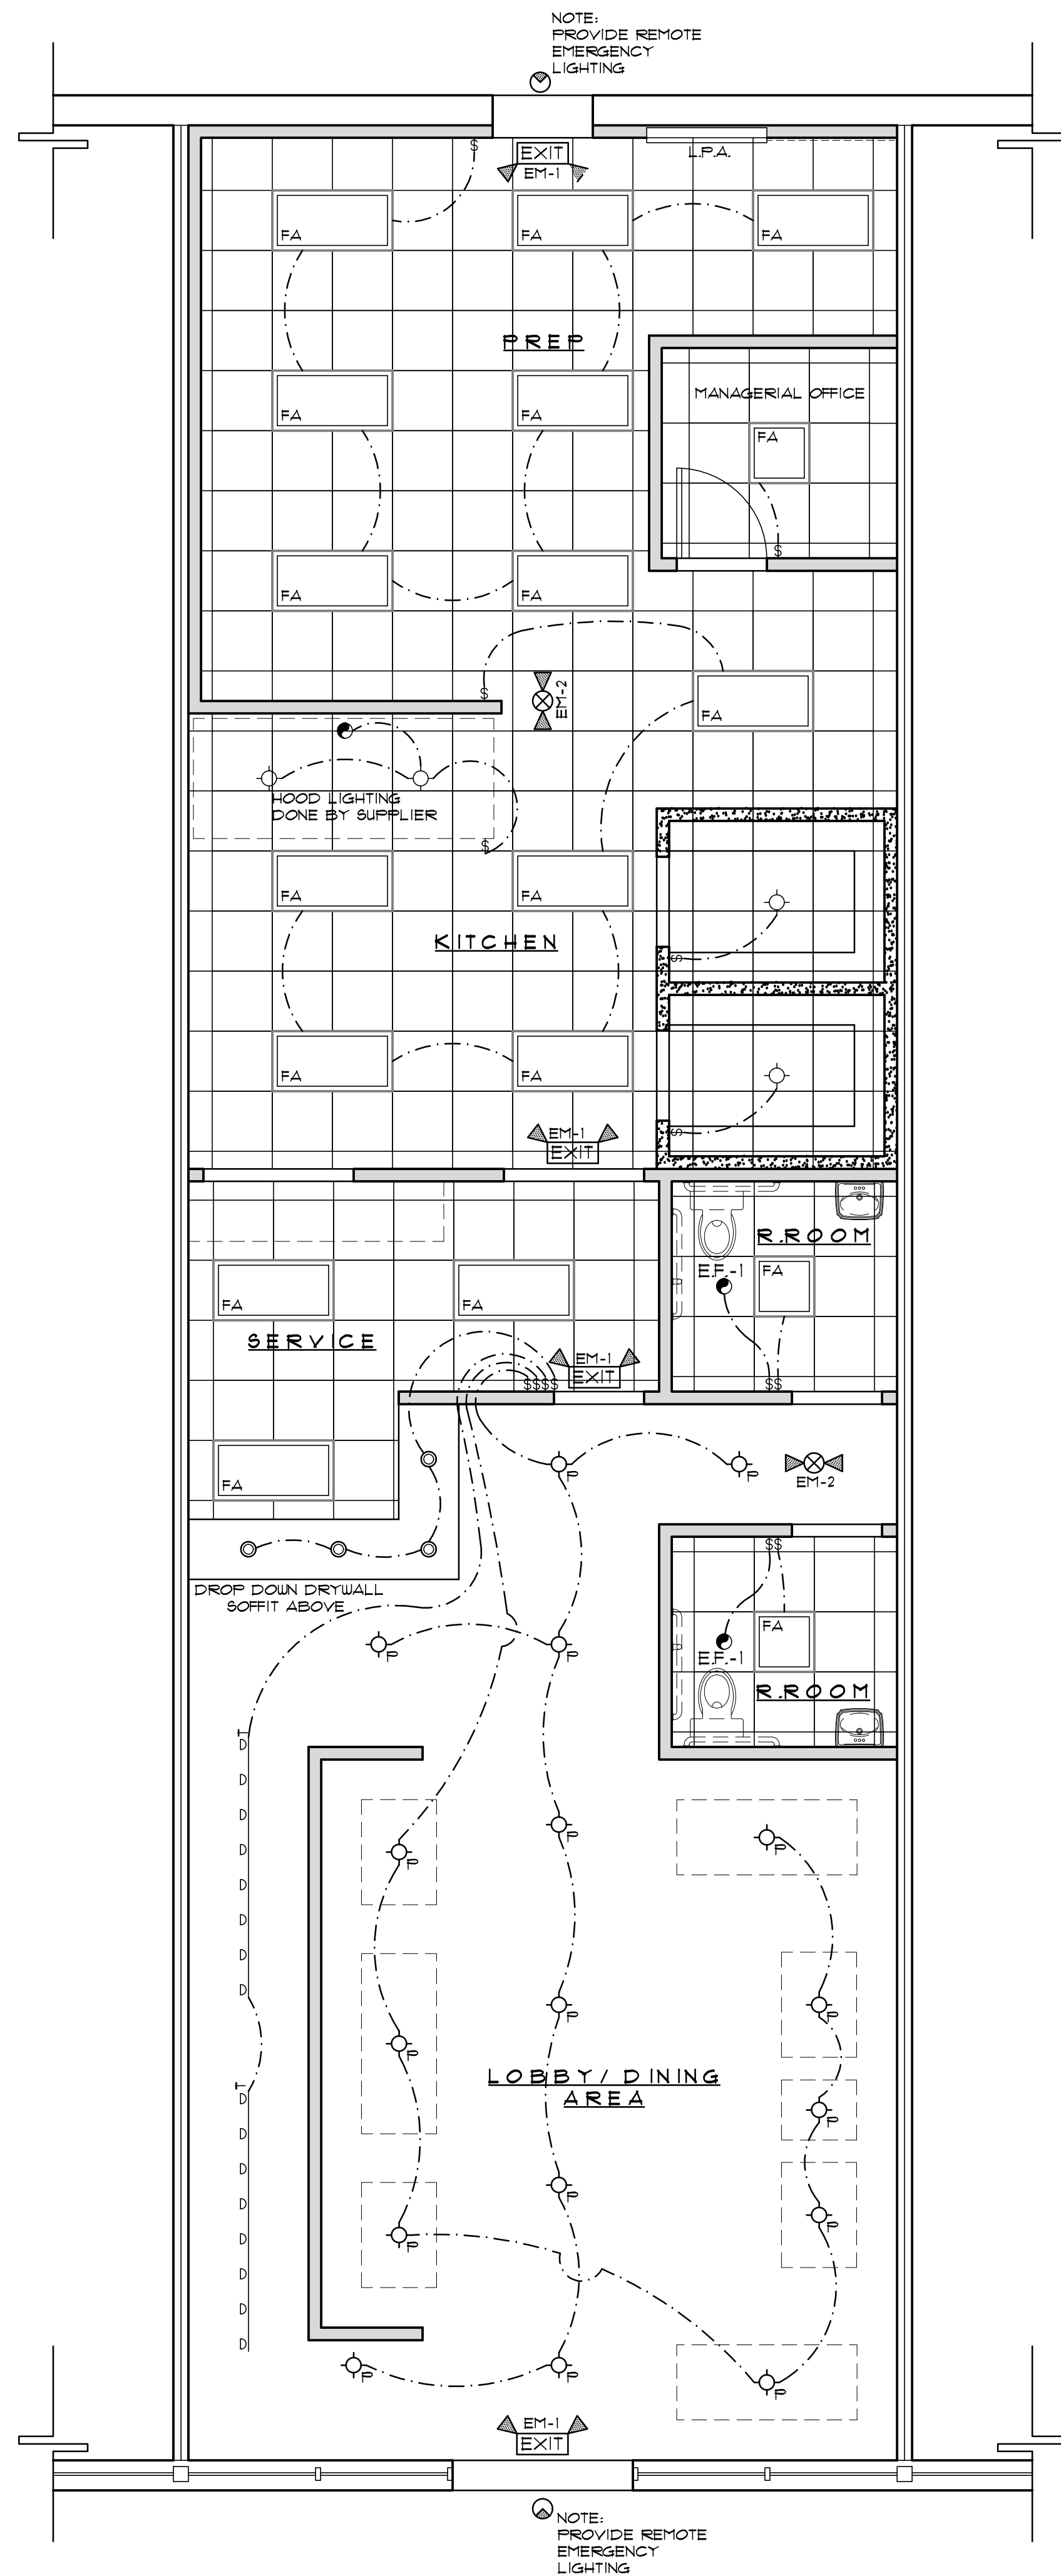 NOTE:
PROVIDE REMOTE
EMERGENCY
LIGHTING
$
EXIT
EM-1
L.P.A.
FA
FA
FA
PREP
MANAGERIAL OFFICE
FA
FA
FA
$
FA
FA
$
EM-2
FA
HOOD LIGHTING
DONE BY SUPPLIER
$
FA
FA
KITCHEN
$
FA
FA
$
EM-1
EXIT
R.ROOM
E.F.-1
FA
FA
FA
SERVICE
EM-1
EXIT
$$$$
$$
P
P
EM-2
FA
$$
DROP DOWN DRYWALL
SOFFIT ABOVE
FA
E.F.-1
P
P
R.ROOM
T
D
D
D
D
D
D
D
D
P
P
P
P
P
P
LOBBY/ DINING
AREA
T
D
D
D
D
D
D
D
D
P
P
P
P
P
P
P
EM-1
EXIT
NOTE:
PROVIDE REMOTE
EMERGENCY
LIGHTING